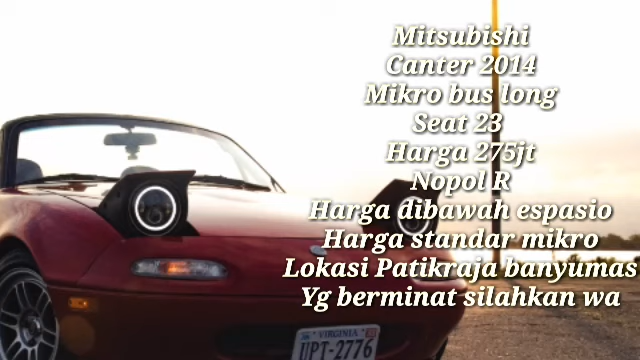 Mitsubishi
Canter 2014
Mikro bus long
Seat 23
Harga 275jt
Nopol R
Harga dibawah espasio
Harga standar mikro
Lokasi Patikraja banyumas
Yg berminat silahkan wa
VIRGINIA
UPT-2776